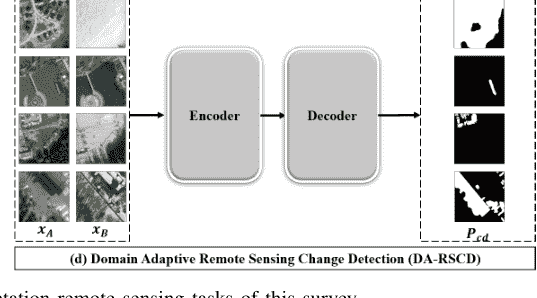 Encoder
Decoder
x_A
x_B
P_cd
(d) Domain Adaptive Remote Sensing Change Detection (DA-RSCD)
remote sensing tasks of this survey